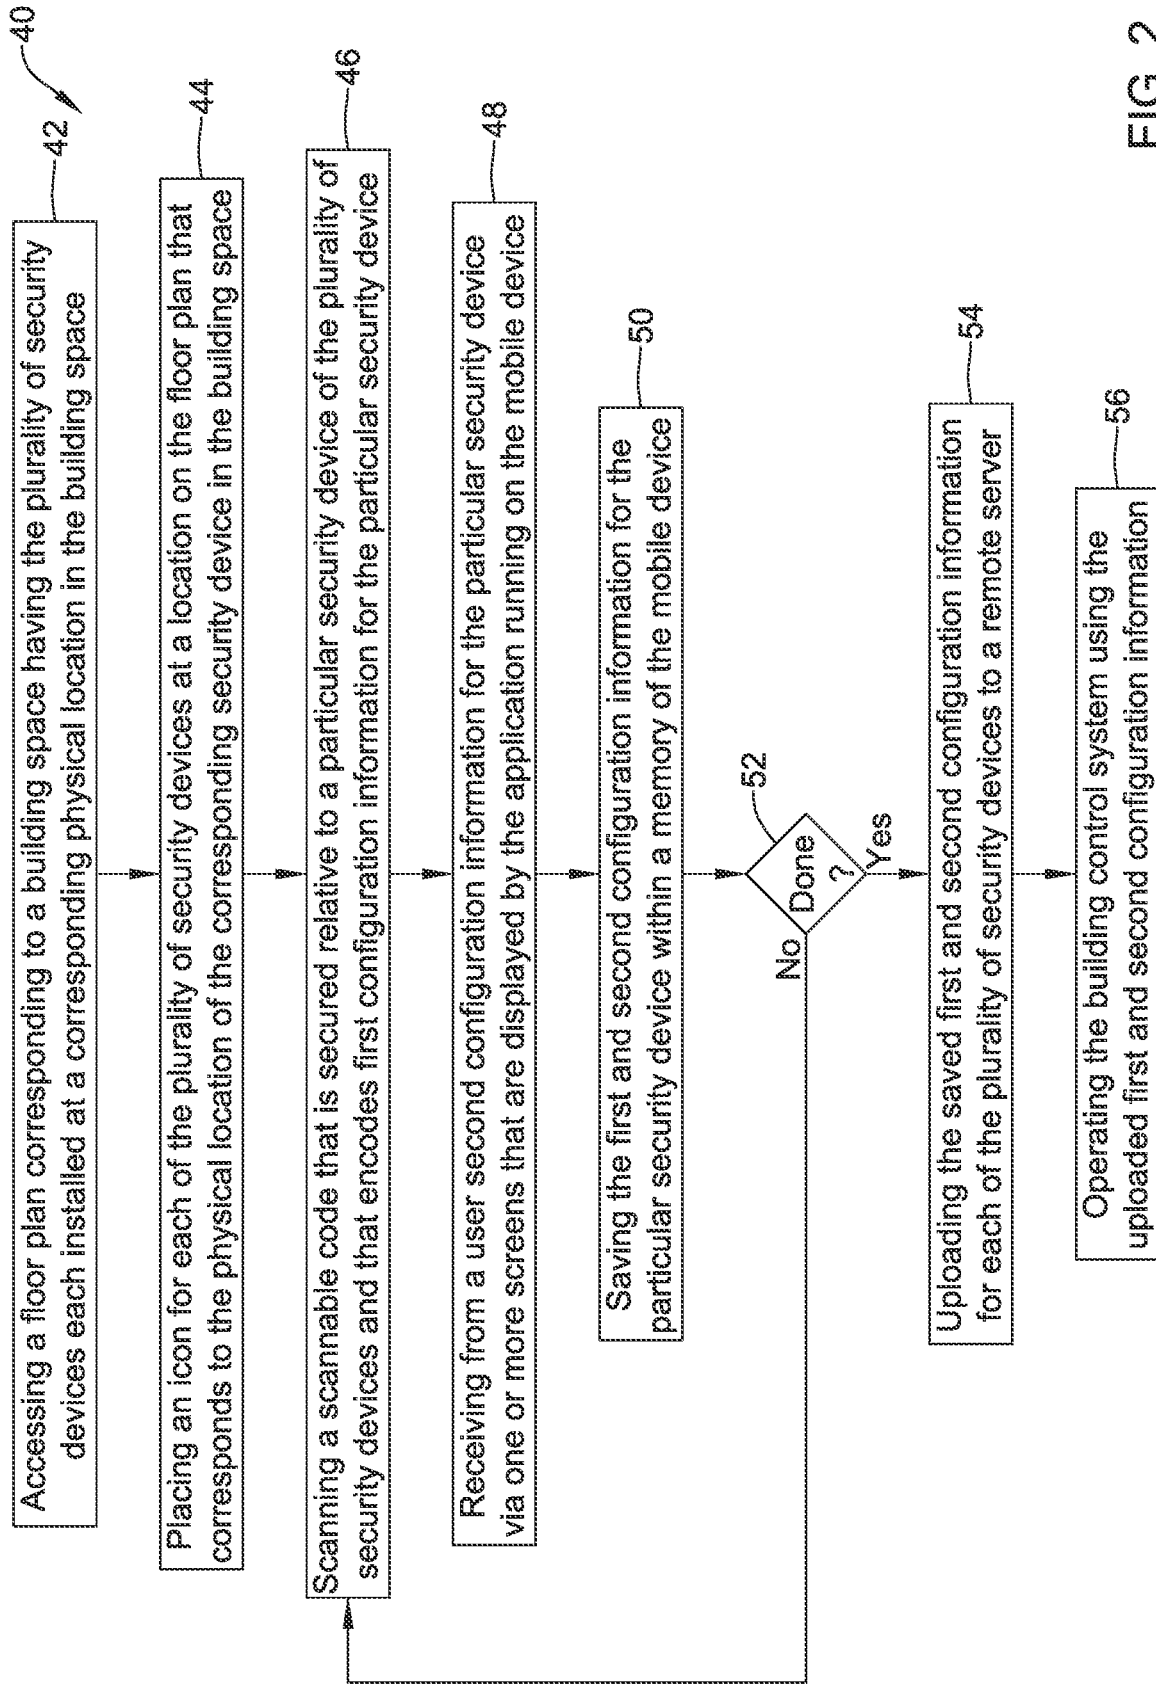 40
42
Accessing a floor plan corresponding to a building space having the plurality of security
devices each installed at a corresponding physical location in the building space
44
Placing an icon for each of the plurality of security devices at a location on the floor plan that
corresponds to the physical location of the corresponding security device in the building space
46
Scanning a scannable code that is secured relative to a particular security device of the plurality of
security devices and that encodes first configuration information for the particular security device
48
Receiving from a user second configuration information for the particular security device
via one or more screens that are displayed by the application running on the mobile device
50
Saving the first and second configuration information for the
particular security device within a memory of the mobile device
52
Done
?
No
Yes
54
Uploading the saved first and second configuration information
for each of the plurality of security devices to a remote server
56
Operating the building control system using the
uploaded first and second configuration information
FIG. 2